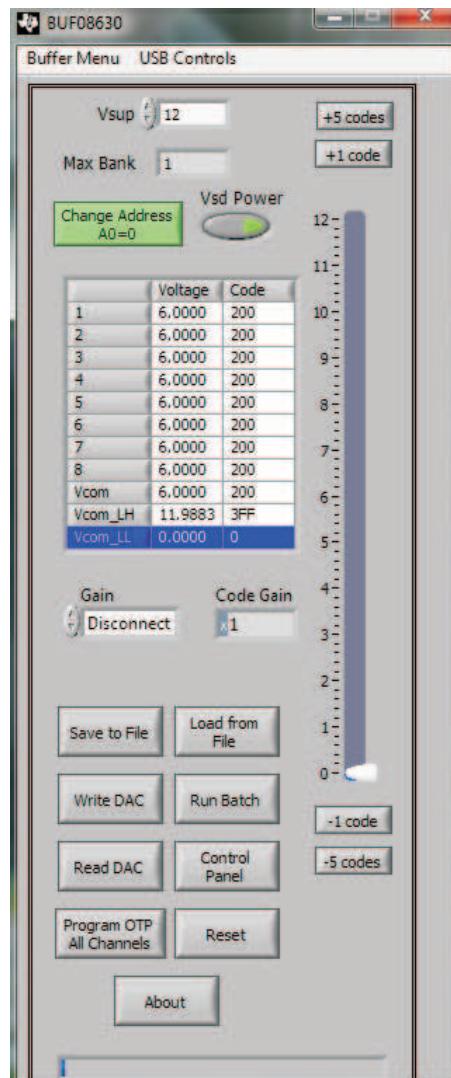 BUF08630
Buffer Menu USB Controls
Vsup 12
+5 codes
Max Bank 1
+1 code
Change Address
A0=0
Vsd Power
Voltage Code
1 6.0000 200
2 6.0000 200
3 6.0000 200
4 6.0000 200
5 6.0000 200
6 6.0000 200
7 6.0000 200
8 6.0000 200
Vcom 6.0000 200
Vcom_LH 11.9883 3FF
Vcom_LL 0.0000 0
12
11
10
9
8
7
6
5
4
3
2
1
0
Gain
Disconnect
Code Gain
x1
Save to File
Load from
File
Write DAC
Run Batch
-1 code
Read DAC
Control
Panel
-5 codes
Program OTP
All Channels
Reset
About